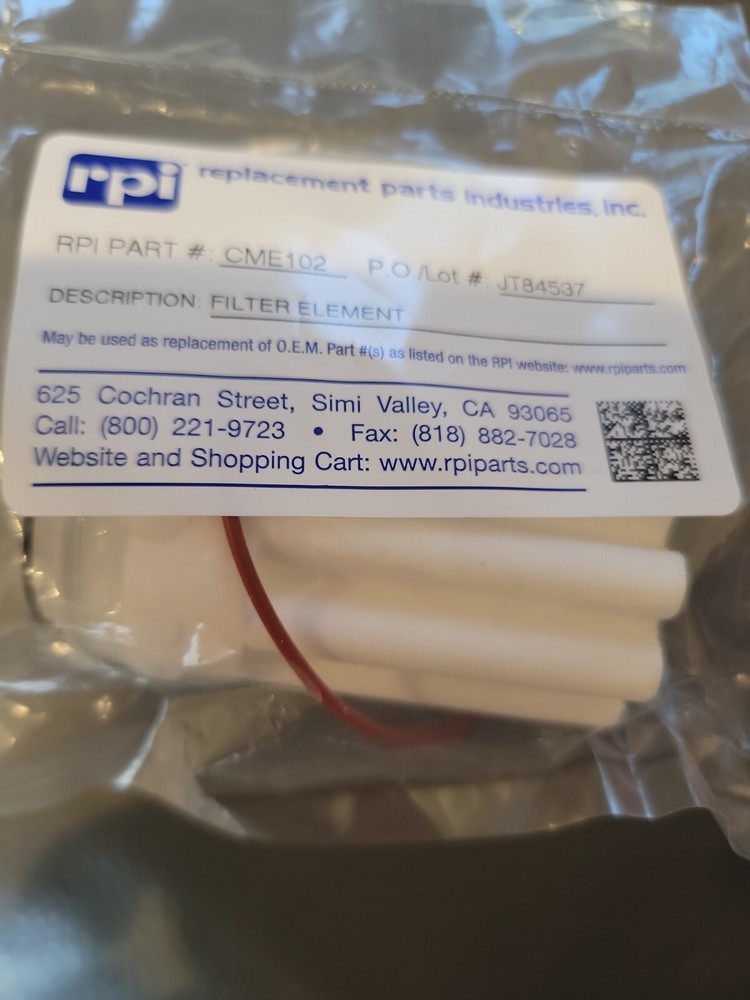 rpi replacement parts industries, inc.
RPI PART #: CME102 P.O./Lot #: JT84537
DESCRIPTION: FILTER ELEMENT
May be used as replacement of O.E.M. Part #(s) as listed on the RPI website: www.rpiparts.com
625 Cochran Street, Simi Valley, CA 93065
Call: (800) 221-9723 • Fax: (818) 882-7028
Website and Shopping Cart: www.rpiparts.com